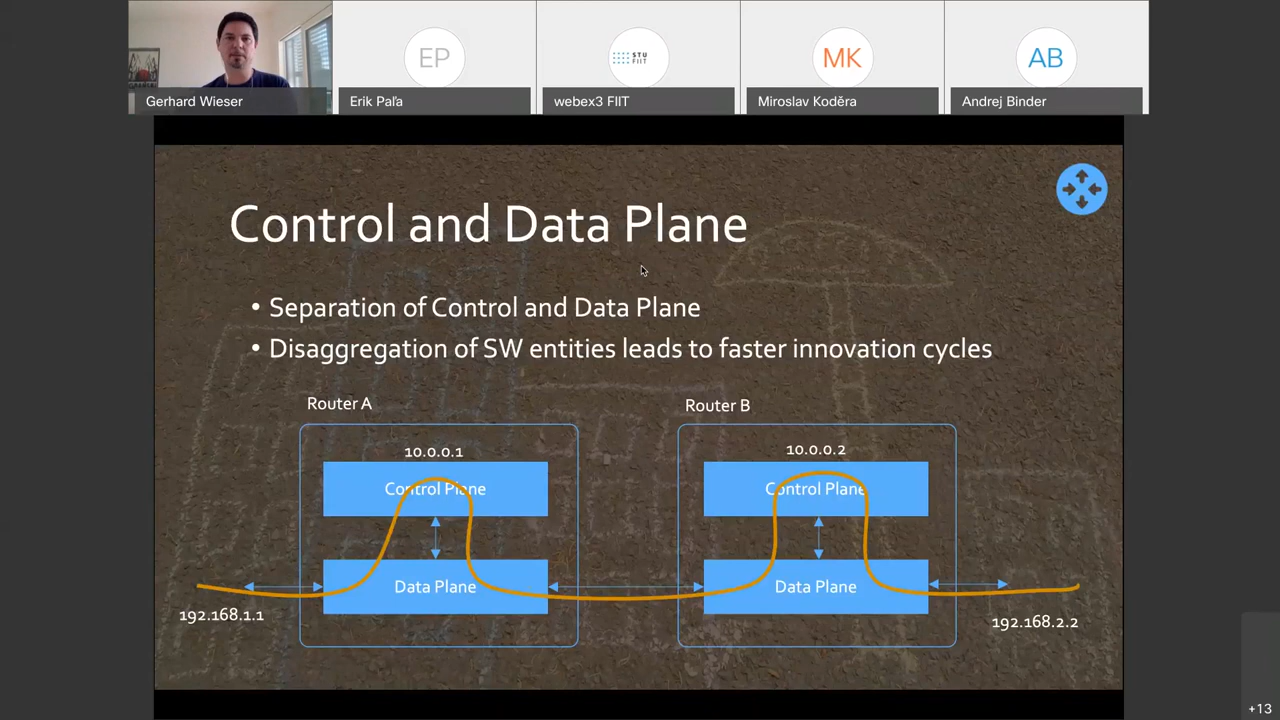 Gerhard Wieser
EP
Erik Paľa
STU
FIIT
webex3 FIIT
MK
Miroslav Koděra
AB
Andrej Binder
Control and Data Plane
• Separation of Control and Data Plane
• Disaggregation of SW entities leads to faster innovation cycles
Router A
Router B
10.0.0.1
10.0.0.2
Control Plane
Control Plane
Data Plane
Data Plane
192.168.1.1
192.168.2.2
+13